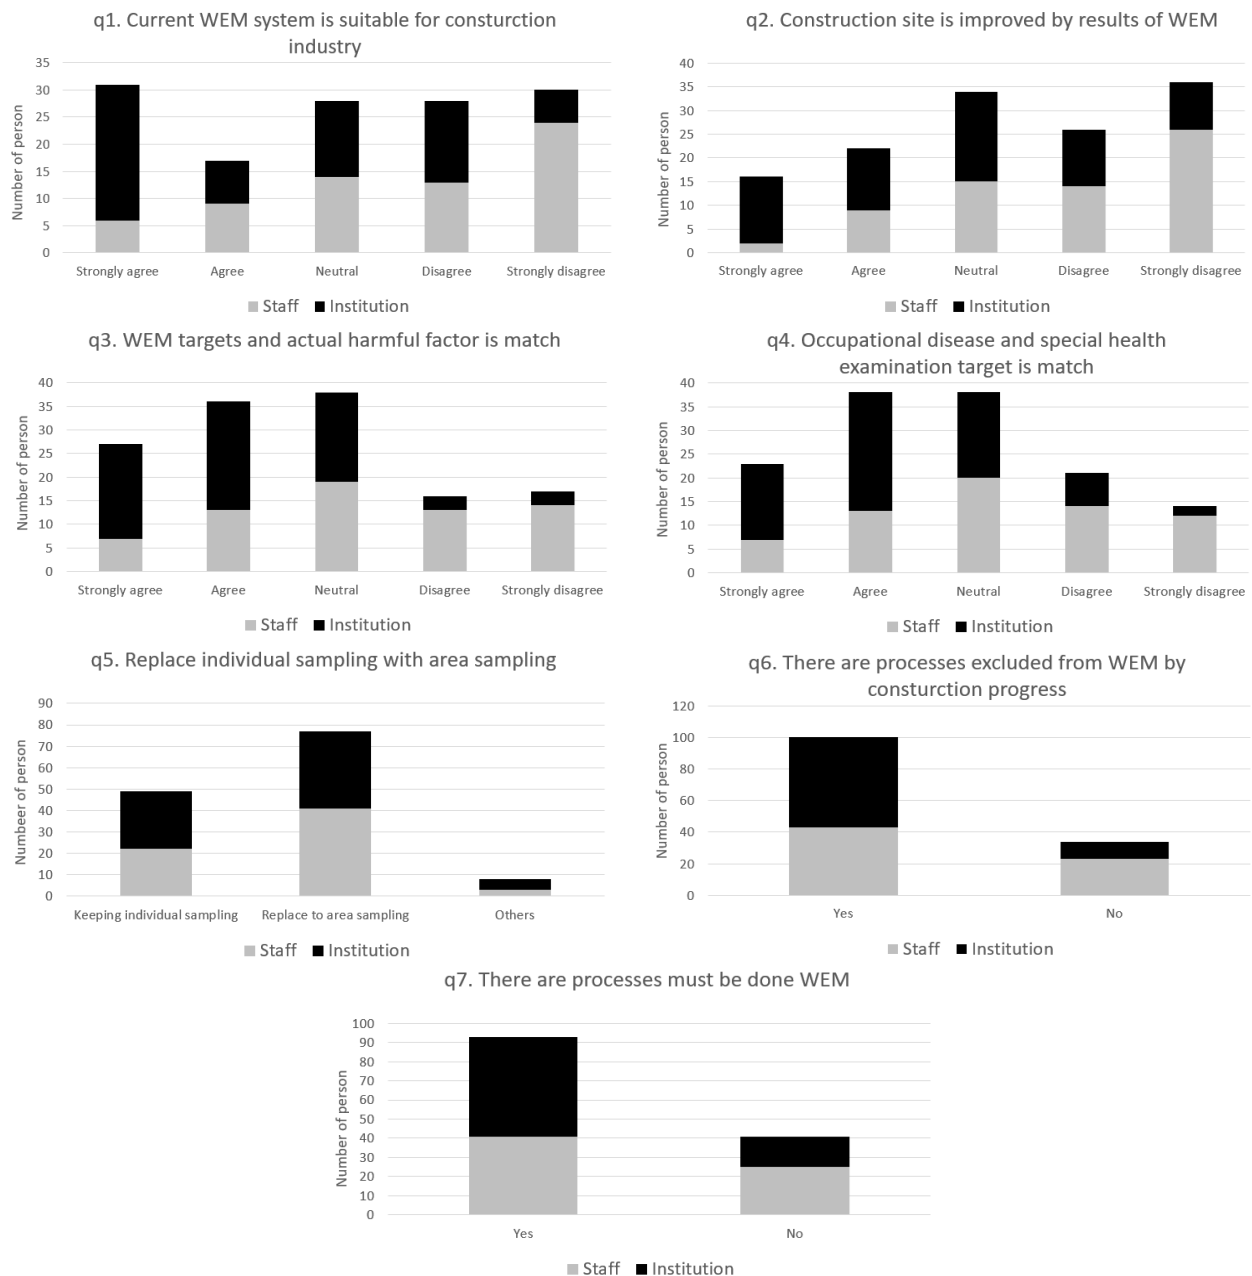 q1. Current WEM system is suitable for consturction
industry
Number of person
35
30
25
20
15
10
5
0
Strongly agree Agree Neutral Disagree Strongly disagree
Staff Institution
q2. Construction site is improved by results of WEM
Number of person
40
35
30
25
20
15
10
5
0
Strongly agree Agree Neutral Disagree Strongly disagree
Staff Institution
q3. WEM targets and actual harmful factor is match
Number of person
40
35
30
25
20
15
10
5
0
Strongly agree Agree Neutral Disagree Strongly disagree
Staff Institution
q4. Occupational disease and special health
examination target is match
Number of person
40
35
30
25
20
15
10
5
0
Strongly agree Agree Neutral Disagree Strongly disagree
Staff Institution
q5. Replace individual sampling with area sampling
Numbeer of person
90
80
70
60
50
40
30
20
10
0
Keeping individual sampling Replace to area sampling Others
Staff Institution
q6. There are processes excluded from WEM by
consturction progress
Number of person
120
100
80
60
40
20
0
Yes No
Staff Institution
q7. There are processes must be done WEM
Number of person
100
90
80
70
60
50
40
30
20
10
0
Yes No
Staff Institution